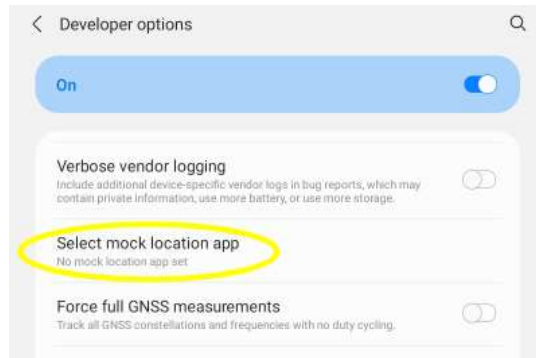 Developer options
On
Verbose vendor logging
Include additional device-specific vendor logs in bug reports, which may
contain private information, use more battery, or use more storage.
Select mock location app
No mock location app set
Force full GNSS measurements
Track all GNSS constellations and frequencies with no duty cycling.